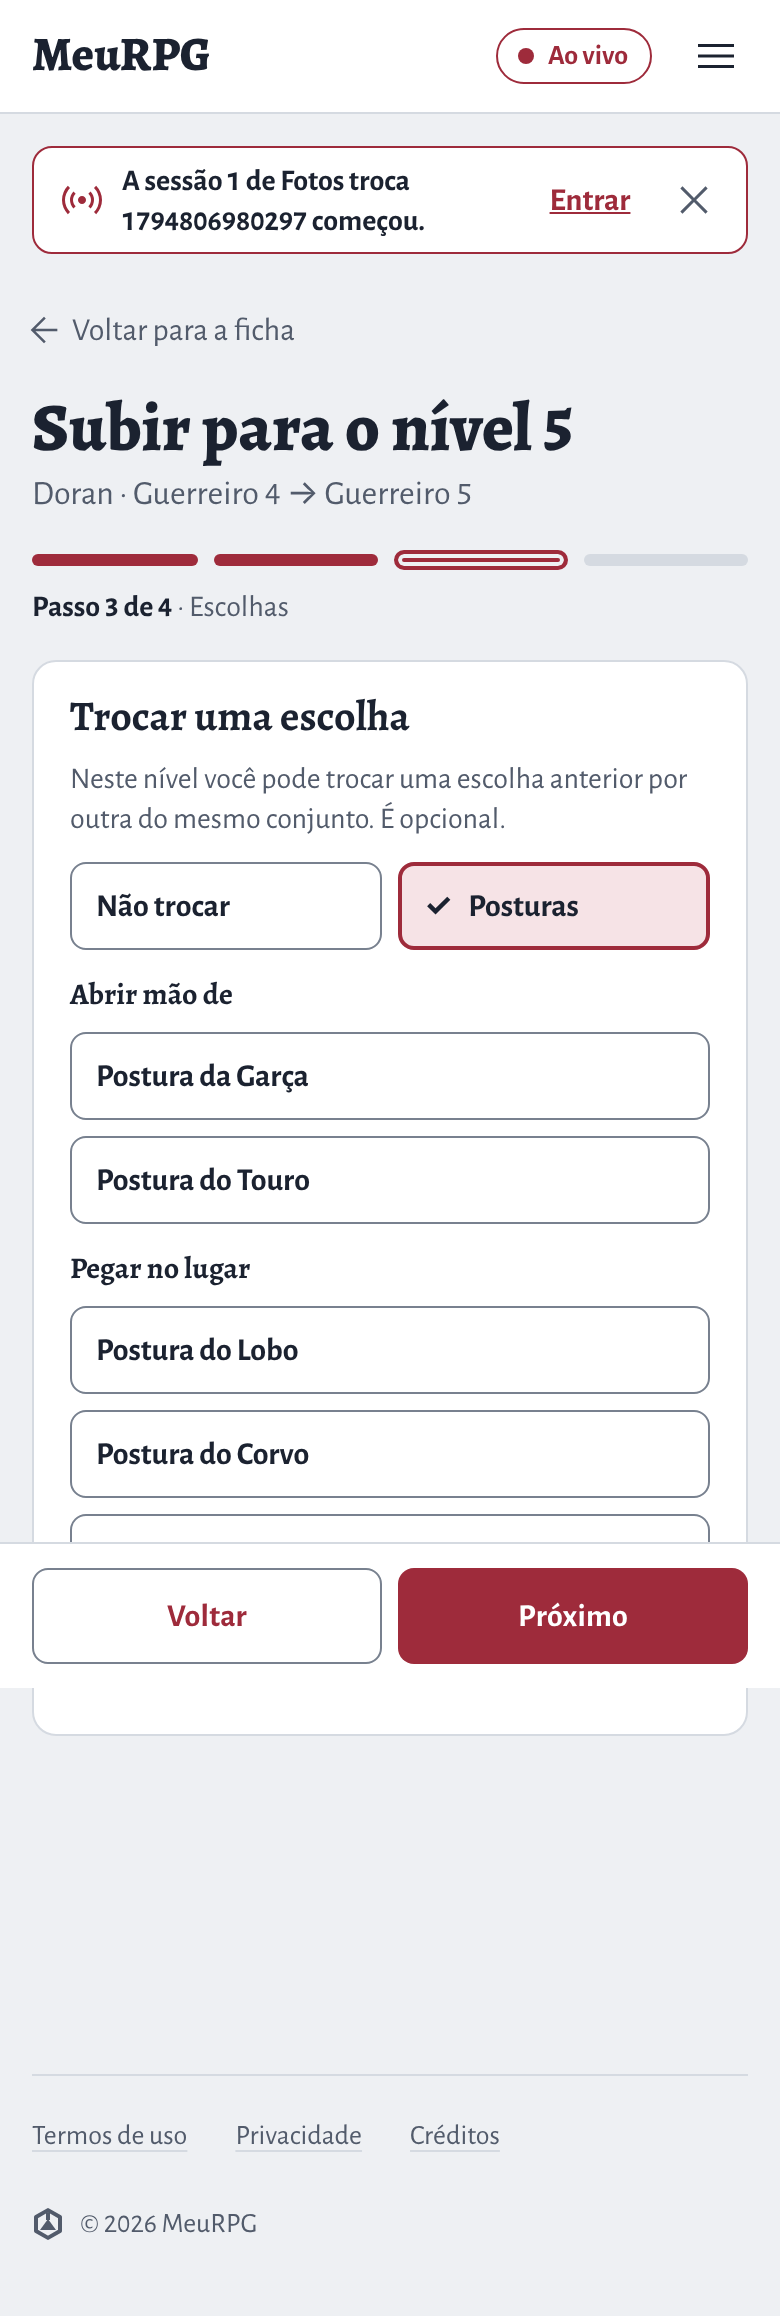 MeuRPG
Ao vivo
A sessão 1 de Fotos troca
1794806980297 começou.
Entrar
Voltar para a ficha
Subir para o nível 5
Doran · Guerreiro 4 → Guerreiro 5
Passo 3 de 4 · Escolhas
Trocar uma escolha
Neste nível você pode trocar uma escolha anterior por
outra do mesmo conjunto. É opcional.
Não trocar
Posturas
Abrir mão de
Postura da Garça
Postura do Touro
Pegar no lugar
Postura do Lobo
Postura do Corvo
Voltar
Próximo
Termos de uso
Privacidade
Créditos
© 2026 MeuRPG